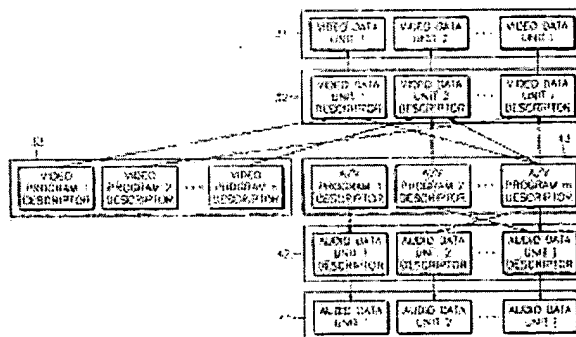 VIDEO DATA UNIT 1
VIDEO DATA UNIT 2
...
VIDEO DATA UNIT
VIDEO DATA UNIT 1 DESCRIPTOR
VIDEO DATA UNIT 2 DESCRIPTOR
...
VIDEO DATA UNIT DESCRIPTOR
VIDEO PROGRAM 1 DESCRIPTOR
VIDEO PROGRAM 2 DESCRIPTOR
...
VIDEO PROGRAM DESCRIPTOR
A/V PROGRAM 1 DESCRIPTOR
A/V PROGRAM 2 DESCRIPTOR
...
A/V PROGRAM m DESCRIPTOR
42
AUDIO DATA UNIT 1 DESCRIPTOR
AUDIO DATA UNIT 2 DESCRIPTOR
...
AUDIO DATA UNIT DESCRIPTOR
AUDIO DATA UNIT 1
AUDIO DATA UNIT 2
...
AUDIO DATA UNIT